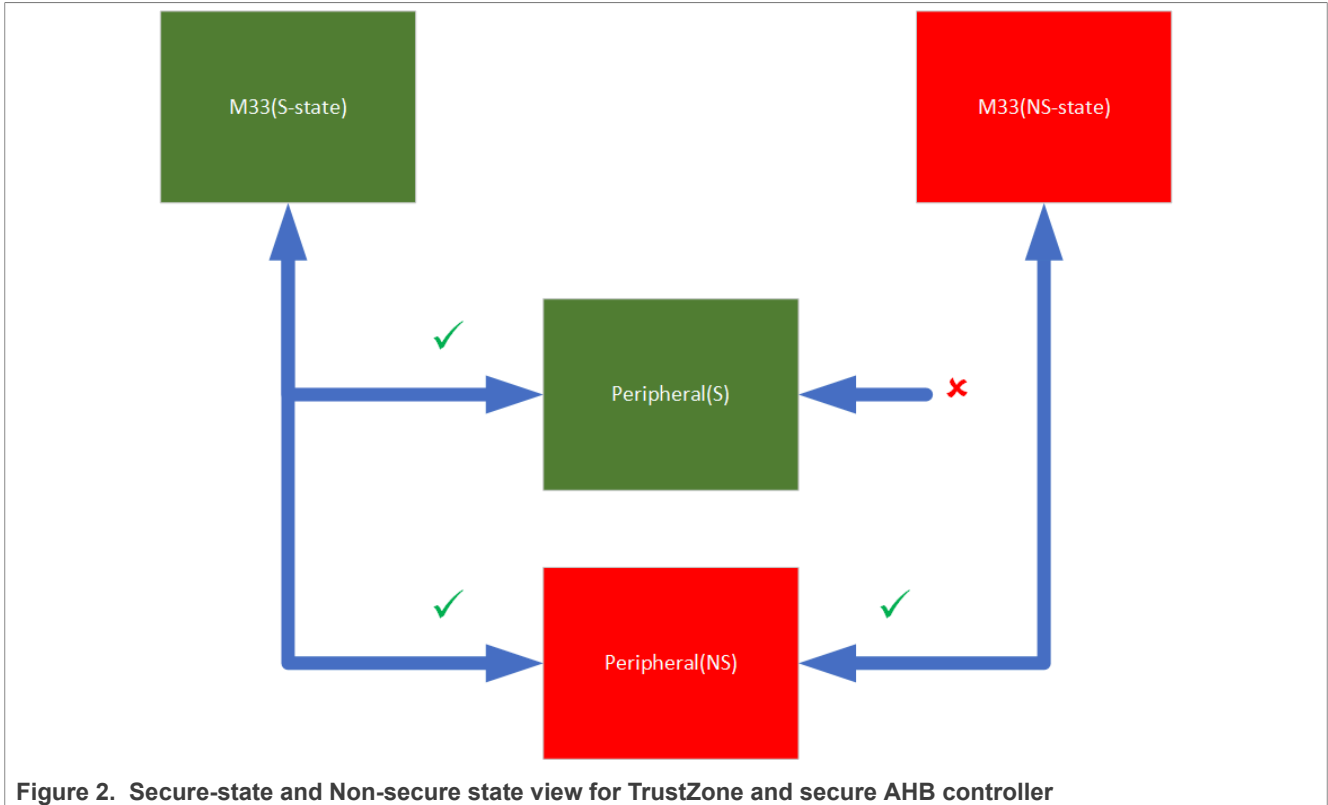 M33(S-state)
M33(NS-state)
Peripheral(S)
Peripheral(NS)
Figure 2. Secure-state and Non-secure state view for TrustZone and secure AHB controller